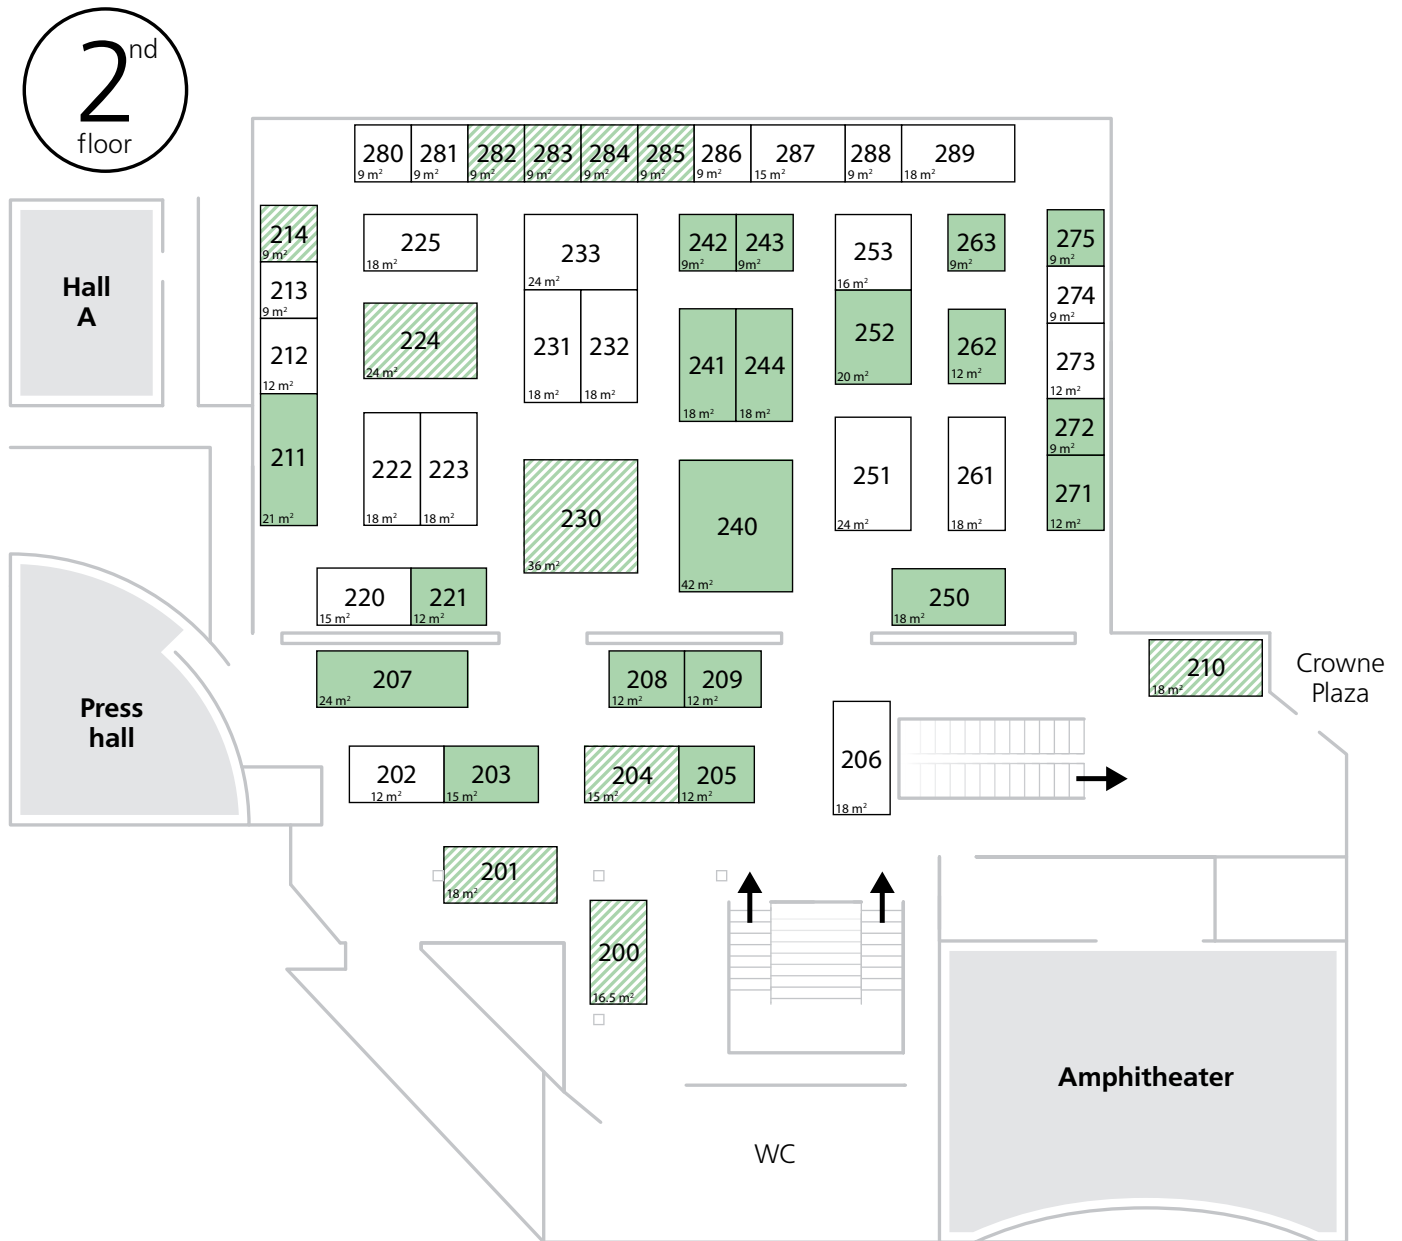 2nd
floor
280 281 282 283 284 285 286 287 288 289
9 m² 9 m² 9 m² 9 m² 9 m² 9 m² 9 m² 15 m² 9 m² 18 m²
214
9 m²
213
9 m²
212
12 m²
211
21 m²
225
18 m²
224
24 m²
222 223
18 m² 18 m²
220 221
15 m² 12 m²
233
24 m²
231 232
18 m² 18 m²
230
36 m²
242 243
9m² 9m²
241 244
18 m² 18 m²
240
42 m²
253
16 m²
252
20 m²
251
24 m²
263
9m²
262
12 m²
261
18 m²
250
18 m²
275
9 m²
274
9 m²
273
12 m²
272
9 m²
271
12 m²
Hall
A
Press
hall
207
24 m²
208 209
12 m² 12 m²
210
18 m²
Crowne
Plaza
202 203
12 m² 15 m²
204 205
15 m² 12 m²
206
18 m²
201
18 m²
200
16.5 m²
Amphitheater
WC